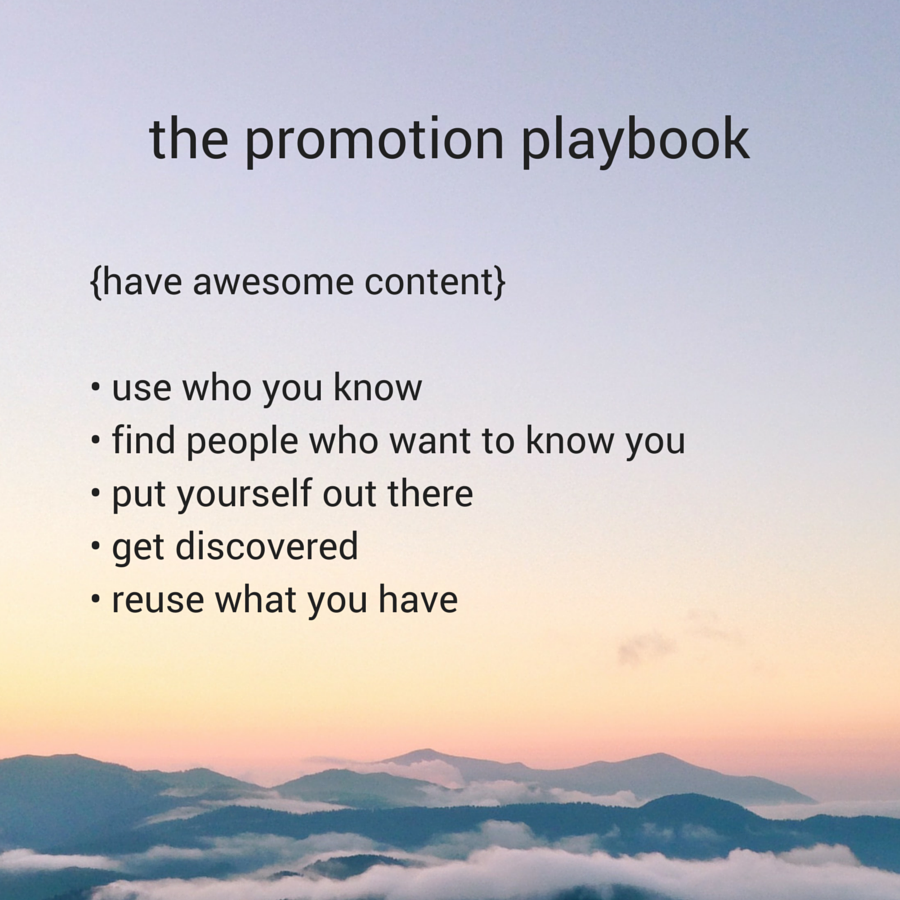 the promotion playbook
{have awesome content}
• use who you know
• find people who want to know you
• put yourself out there
• get discovered
• reuse what you have